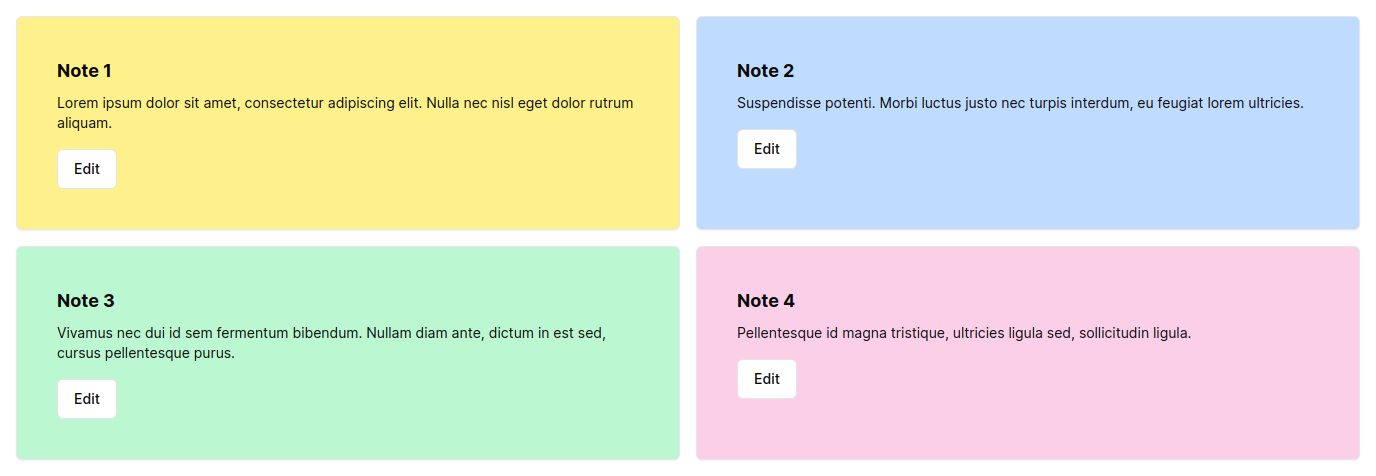 Note 1
Lorem ipsum dolor sit amet, consectetur adipiscing elit. Nulla nec nisl eget dolor rutrum
aliquam.
Edit
Note 2
Suspendisse potenti. Morbi luctus justo nec turpis interdum, eu feugiat lorem ultricies.
Edit
Note 3
Vivamus nec dui id sem fermentum bibendum. Nullam diam ante, dictum in est sed,
cursus pellentesque purus.
Edit
Note 4
Pellentesque id magna tristique, ultricies ligula sed, sollicitudin ligula.
Edit